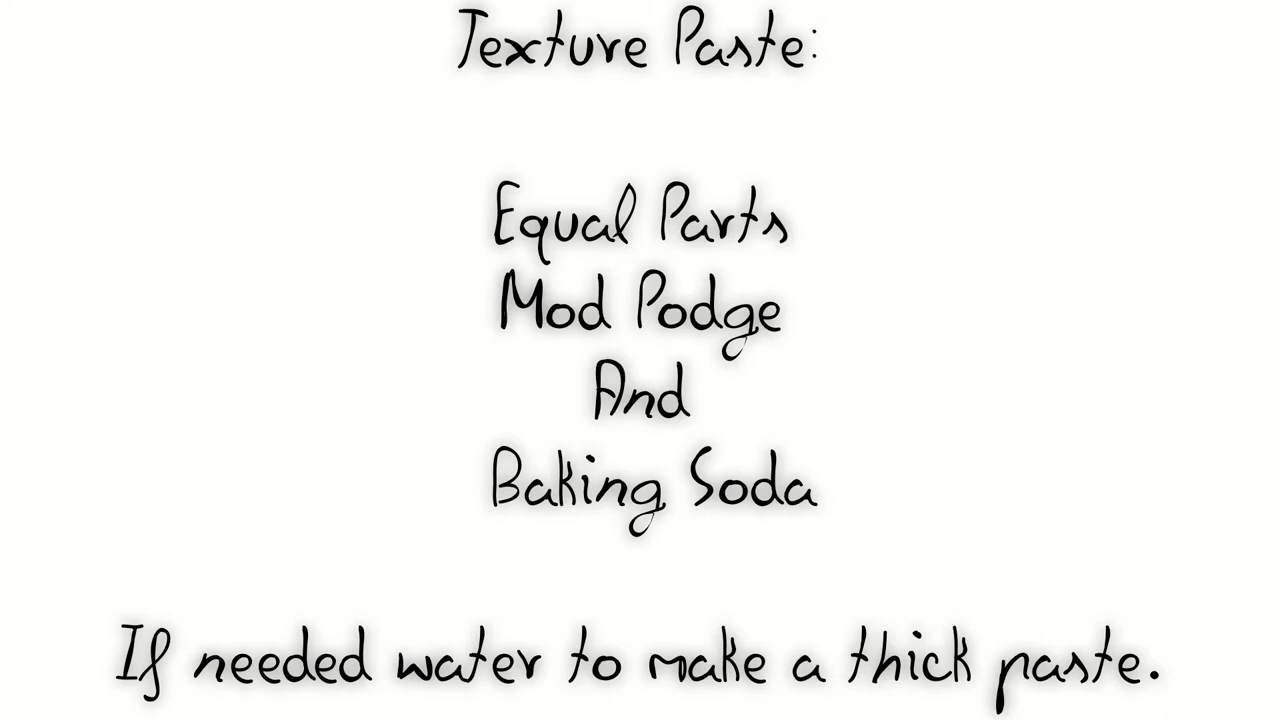 Texture Paste:
Equal Parts
Mod Podge
And
Baking Soda
If needed water to make a thick paste.